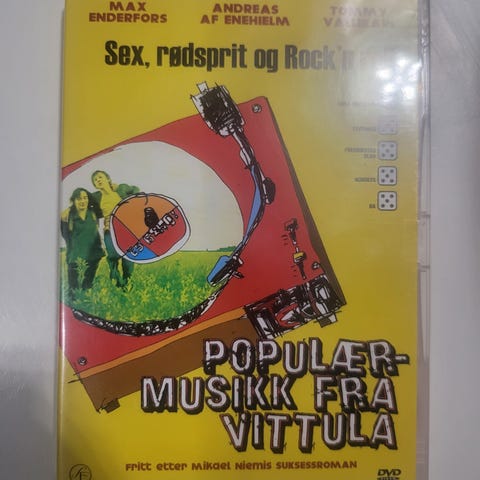 MAX ANDREAS TOMMY
ENDERFORS AF ENEHIELM
Sex, rødsprit og Rock'n
POPULÆR-
MUSIKK FRA
VITTULA
Fritt etter Mikael Niemis suksessroman
DVD